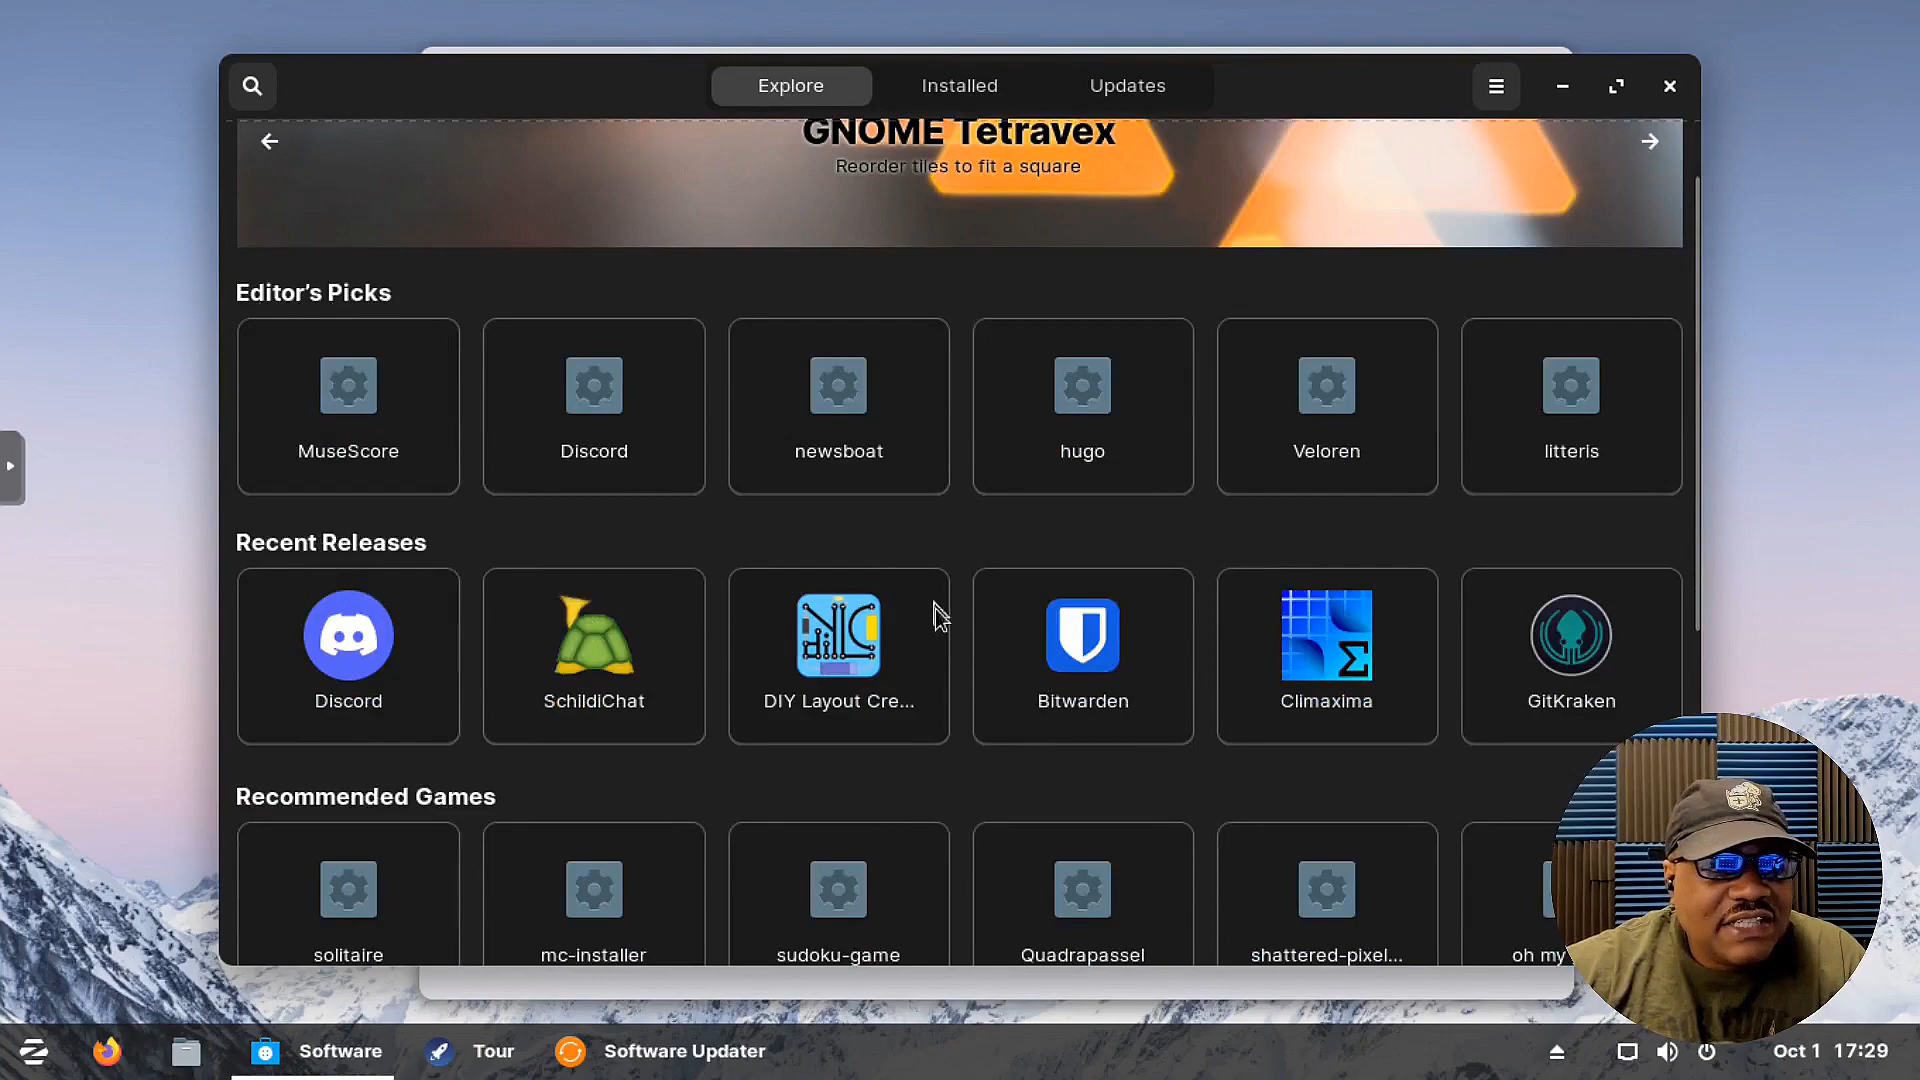 Explore Installed Updates
GNOME Tetravex
Reorder tiles to fit a square
Editor's Picks
MuseScore Discord newsboat hugo Veloren litteris
Recent Releases
Discord SchildiChat DIY Layout Cre... Bitwarden Climaxima GitKraken
Recommended Games
solitaire mc-installer sudoku-game Quadrapassel shattered-pixel... oh my
Software Tour Software Updater Oct 1 17:29